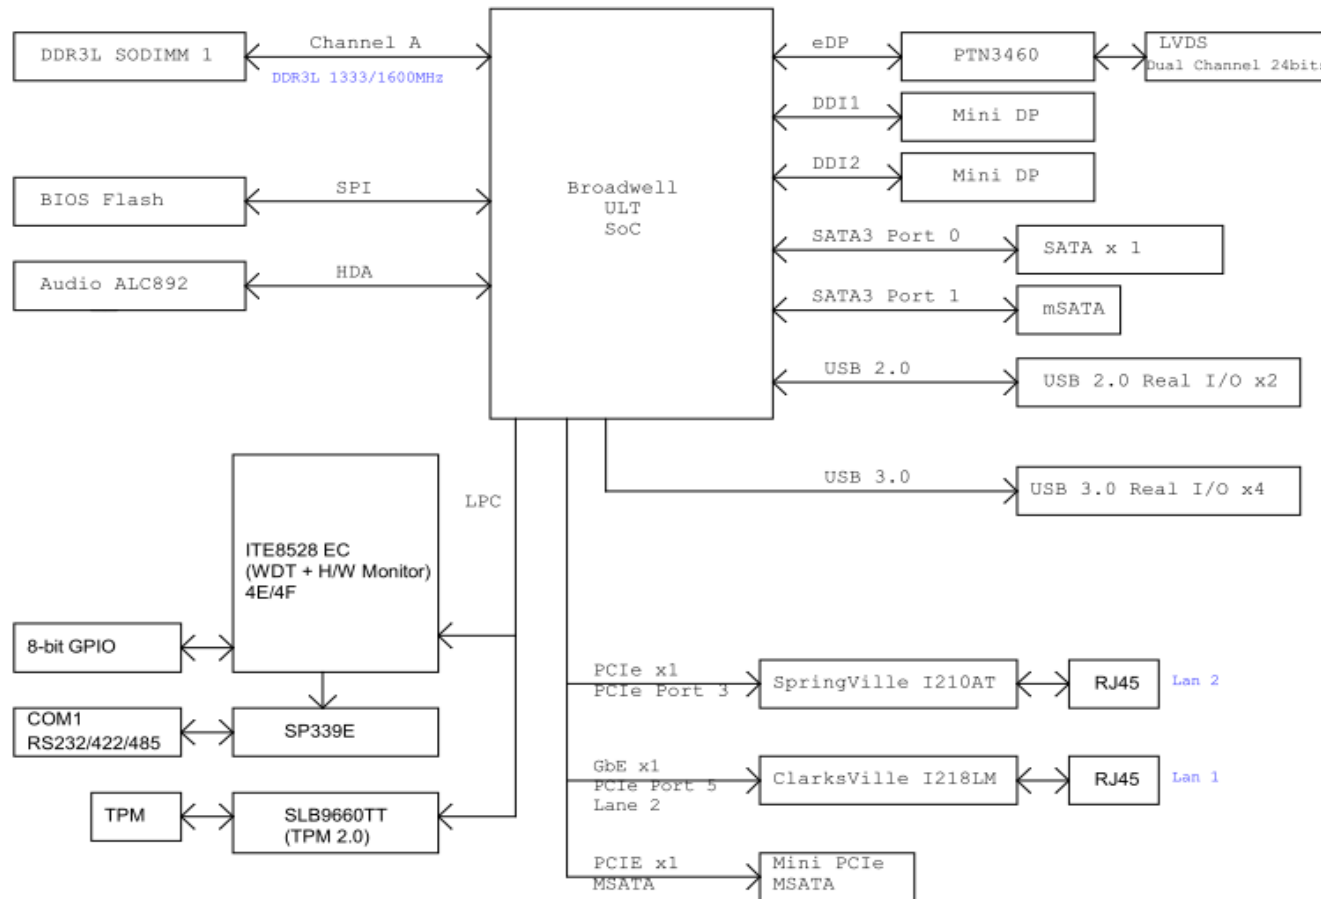 DDR3L SODIMM 1
Channel A
DDR3L 1333/1600MHz
BIOS Flash
SPI
Audio ALC892
HDA
Broadwell
ULT
SoC
eDP
PTN3460
LVDS
Dual Channel 24bits
DDI1
Mini DP
DDI2
Mini DP
SATA3 Port 0
SATA x 1
SATA3 Port 1
mSATA
USB 2.0
USB 2.0 Real I/O x2
USB 3.0
USB 3.0 Real I/O x4
LPC
ITE8528 EC
(WDT + H/W Monitor)
4E/4F
8-bit GPIO
COM1
RS232/422/485
SP339E
TPM
SLB9660TT
(TPM 2.0)
PCIe x1
PCIe Port 3
SpringVille I210AT
RJ45
Lan 2
GbE x1
PCIe Port 5
Lane 2
ClarksVille I218LM
RJ45
Lan 1
PCIE x1
MSATA
Mini PCIe
MSATA